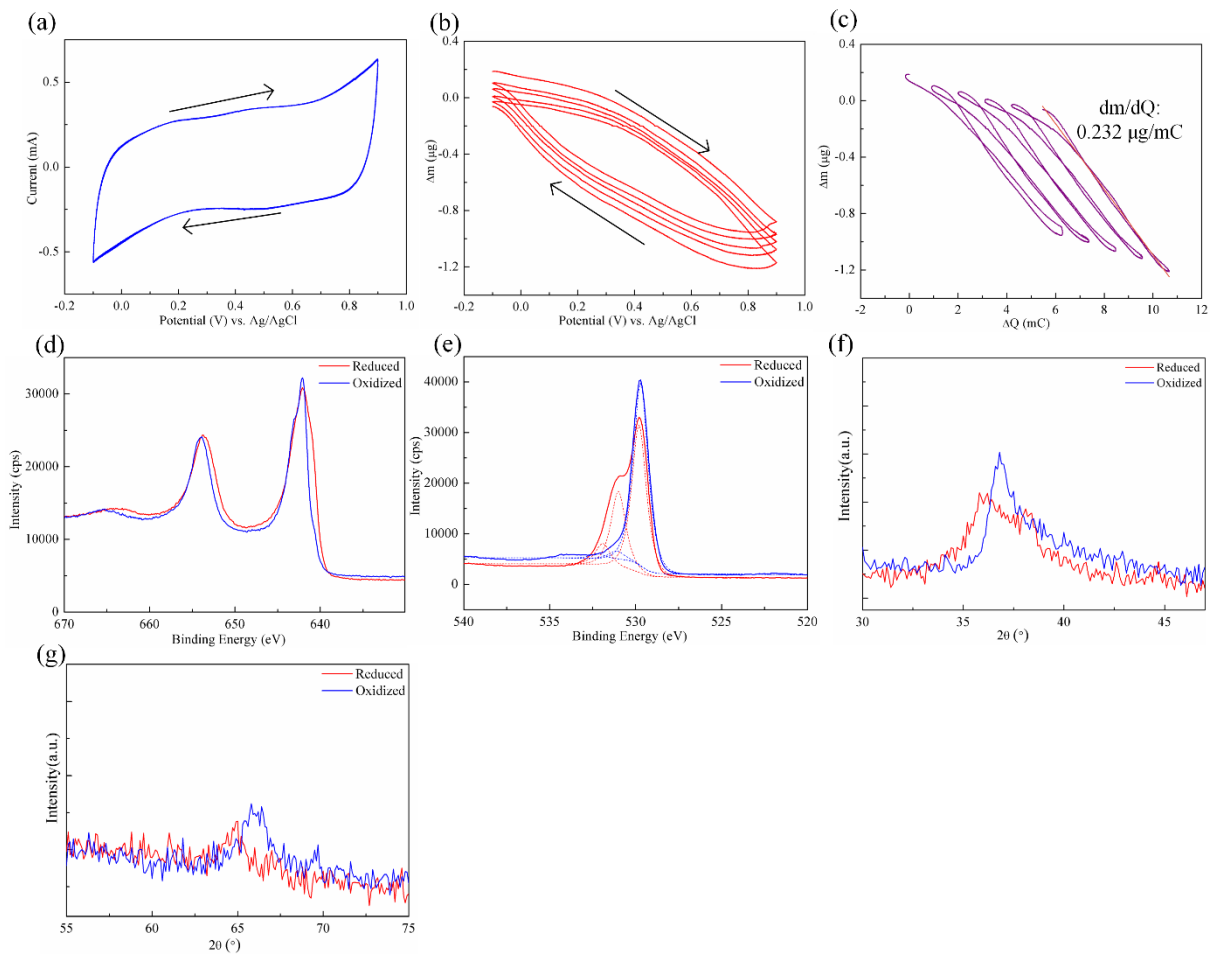 (a)
0.5
0.0
-0.5
Current (mA)
-0.2
0.0
0.2
0.4
0.6
0.8
1.0
Potential (V) vs. Ag/AgCl
(b)
0.4
0.0
-0.4
-0.8
-1.2
Δm (μg)
-0.2
0.0
0.2
0.4
0.6
0.8
1.0
Potential (V) vs. Ag/AgCl
(c)
0.4
0.0
-0.4
-0.8
-1.2
Δm (μg)
dm/dQ:
0.232 μg/mC
0
2
4
6
8
10
12
ΔQ (mC)
(d)
Reduced
Oxidized
30000
20000
10000
0
Intensity (cps)
670
660
650
640
Binding Energy (eV)
(e)
Reduced
Oxidized
40000
30000
20000
10000
0
Intensity (cps)
540
535
530
525
520
Binding Energy (eV)
(f)
Reduced
Oxidized
Intensity(a.u.)
30
35
40
45
2θ (°)
(g)
Reduced
Oxidized
Intensity(a.u.)
55
60
65
70
75
2θ (°)